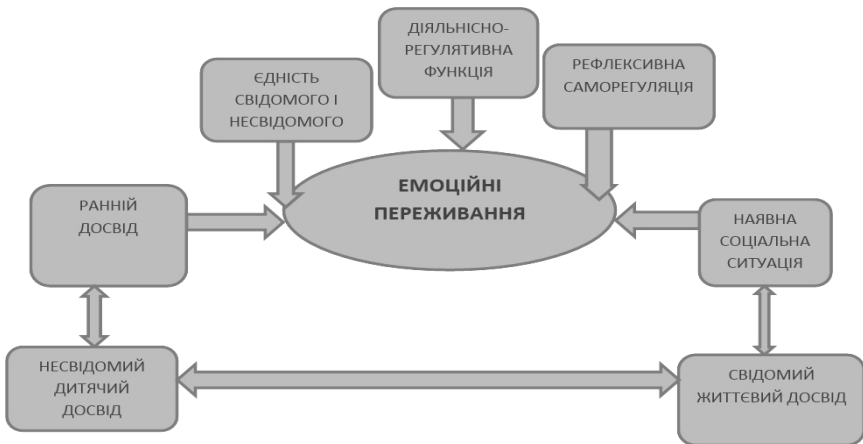 ДІЯЛЬНІСНО-
РЕГУЛЯТИВНА
ФУНКЦІЯ
ЄДНІСТЬ
СВІДОМОГО І
НЕСВІДОМОГО
РЕФЛЕКСИВНА
САМОРЕГУЛЯЦІЯ
ЕМОЦІЙНІ
ПЕРЕЖИВАННЯ
РАННІЙ
ДОСВІД
НАЯВНА
СОЦІАЛЬНА
СИТУАЦІЯ
НЕСВІДОМИЙ
ДИТЯЧИЙ
ДОСВІД
СВІДОМИЙ
ЖИТТЄВИЙ ДОСВІД